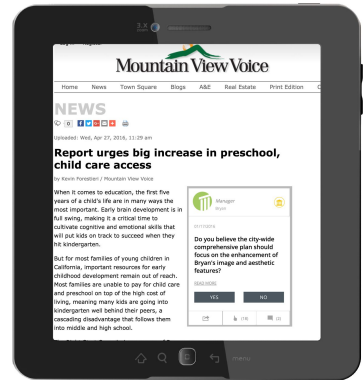 3.X
Mountain View Voice
Home News Town Square Blogs A&E Real Estate Print Edition
NEWS
0
Uploaded: Wed, Apr 27, 2016, 11:29 am
Report urges big increase in preschool,
child care access
by Kevin Forestieri / Mountain View Voice
When it comes to education, the first five
years of a child's life are in many ways the
most important. Early brain development is in
full swing, making it a critical time to
cultivate cognitive and emotional skills that
will put kids on track to succeed when they
hit kindergarten.
But for most families of young children in
California, important resources for early
childhood development remain out of reach.
Most families are unable to pay for child care
and preschool on top of the high cost of
living, meaning many kids are going into
kindergarten well behind their peers, a
cascading disadvantage that follows them
into middle and high school.
Manager
Bryan
Do you believe the city-wide
comprehensive plan should
focus on the enhancement of
Bryan's image and aesthetic
features?
READ MORE
YES NO
menu